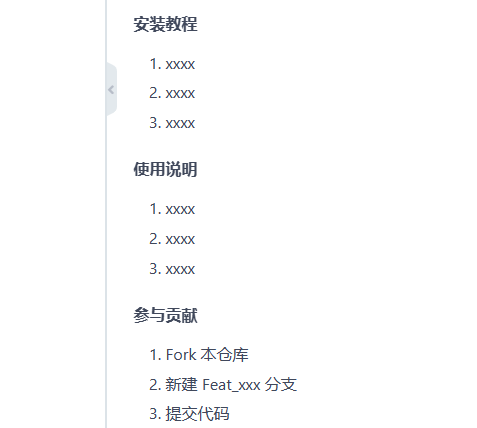 安装教程
1. xxxx
2. xxxx
3. xxxx
使用说明
1. xxxx
2. xxxx
3. xxxx
参与贡献
1. Fork 本仓库
2. 新建 Feat_xxx 分支
3. 提交代码